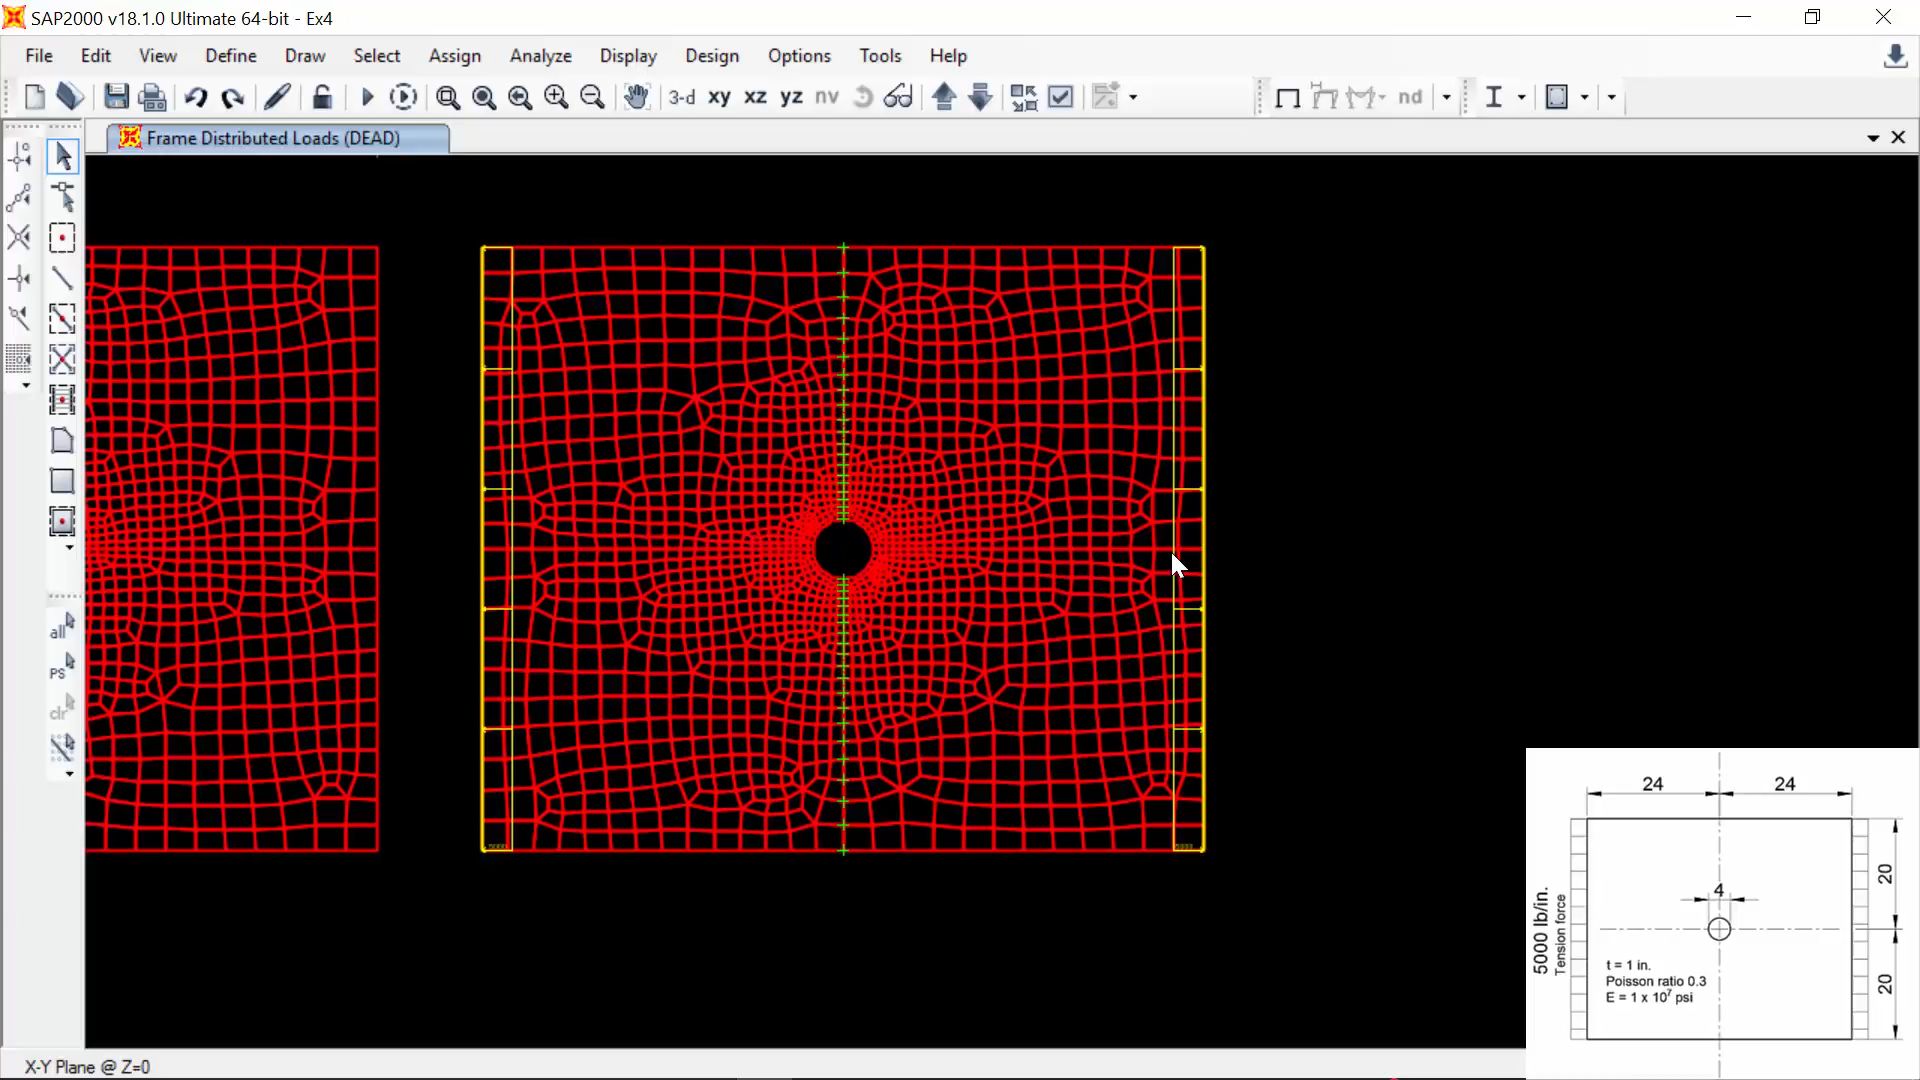 SAP2000 v18.1.0 Ultimate 64-bit - Ex4
File Edit View Define Draw Select Assign Analyze Display Design Options Tools Help
3-d xy xz yz nv nd
Frame Distributed Loads (DEAD)
all
PS
clr
24 24
4
20
20
5000 lb/in.
Tension force
t = 1 in.
Poisson ratio 0.3
E = 1 x 10⁷ psi
X-Y Plane @ Z=0